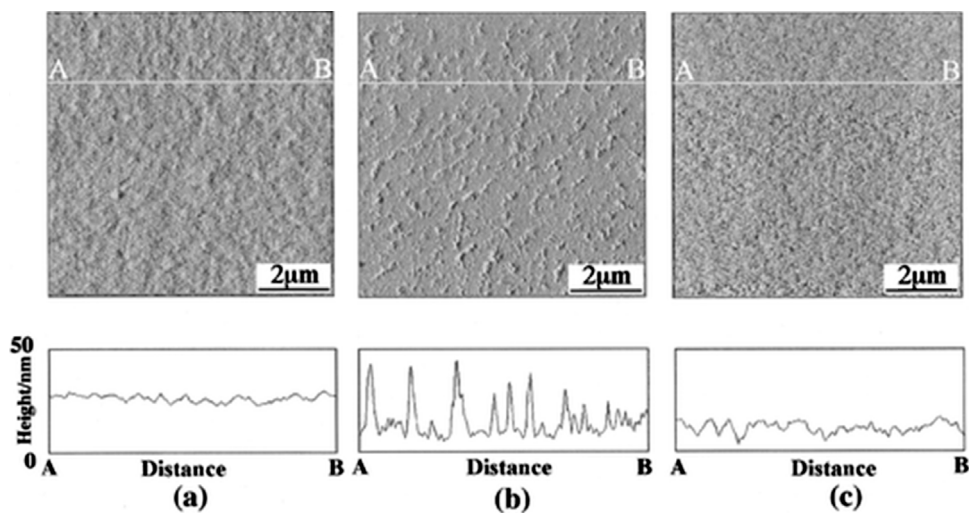 A B
A B
A B
2μm
2μm
2μm
50
Height/nm
0
A Distance B
A Distance B
A Distance B
(a)
(b)
(c)